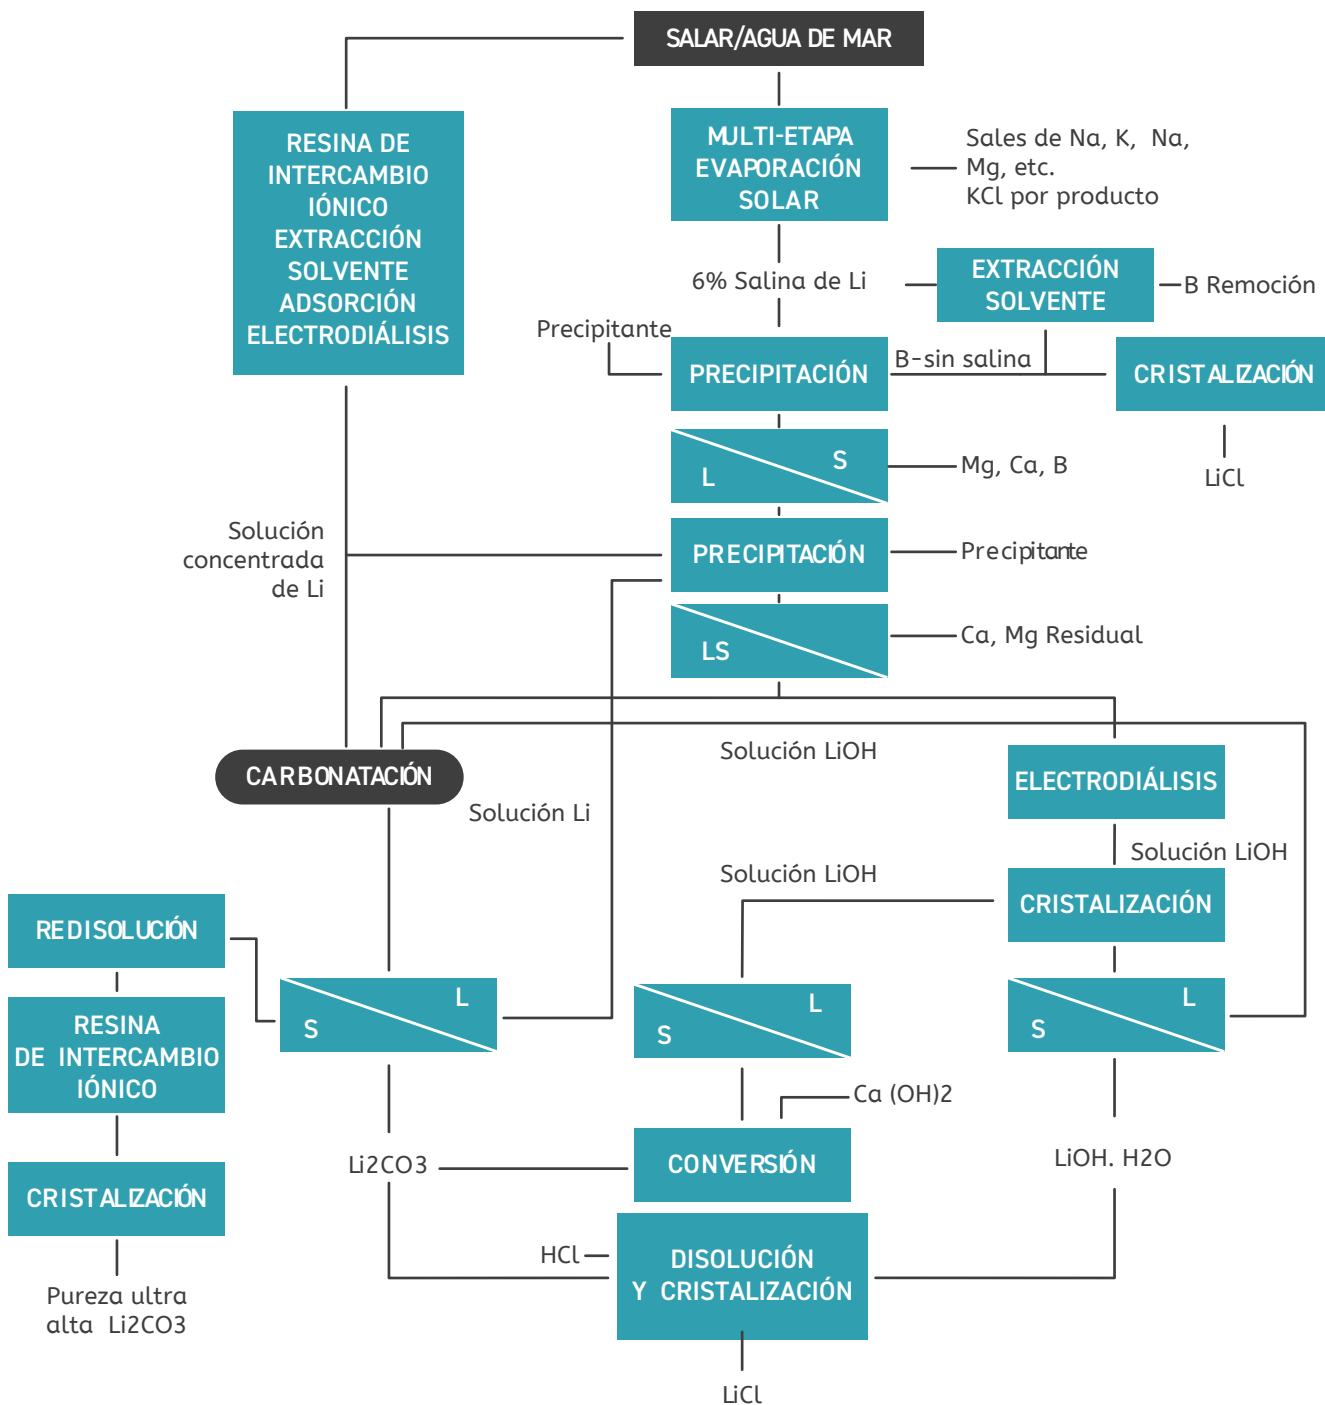 SALAR/AGUA DE MAR
RESINA DE
INTERCAMBIO
IÓNICO
EXTRACCIÓN
SOLVENTE
ADSORCIÓN
ELECTRODIÁLISIS
MULTI-ETAPA
EVAPORACIÓN
SOLAR
Sales de Na, K, Na,
Mg, etc.
KCl por producto
6% Salina de Li
EXTRACCIÓN
SOLVENTE
B Remoción
Precipitante
PRECIPITACIÓN
B-sin salina
CRISTALIZACIÓN
LiCl
L
S
Mg, Ca, B
Solución
concentrada
de Li
PRECIPITACIÓN
Precipitante
LS
Ca, Mg Residual
CARBONATACIÓN
Solución LiOH
ELECTRODIÁLISIS
Solución Li
Solución LiOH
Solución LiOH
CRISTALIZACIÓN
REDISOLUCIÓN
S
L
S
L
S
L
RESINA
DE INTERCAMBIO
IÓNICO
Ca (OH)2
Li2CO3
CONVERSIÓN
LiOH. H2O
CRISTALIZACIÓN
HCl
DISOLUCIÓN
Y CRISTALIZACIÓN
Pureza ultra
alta Li2CO3
LiCl